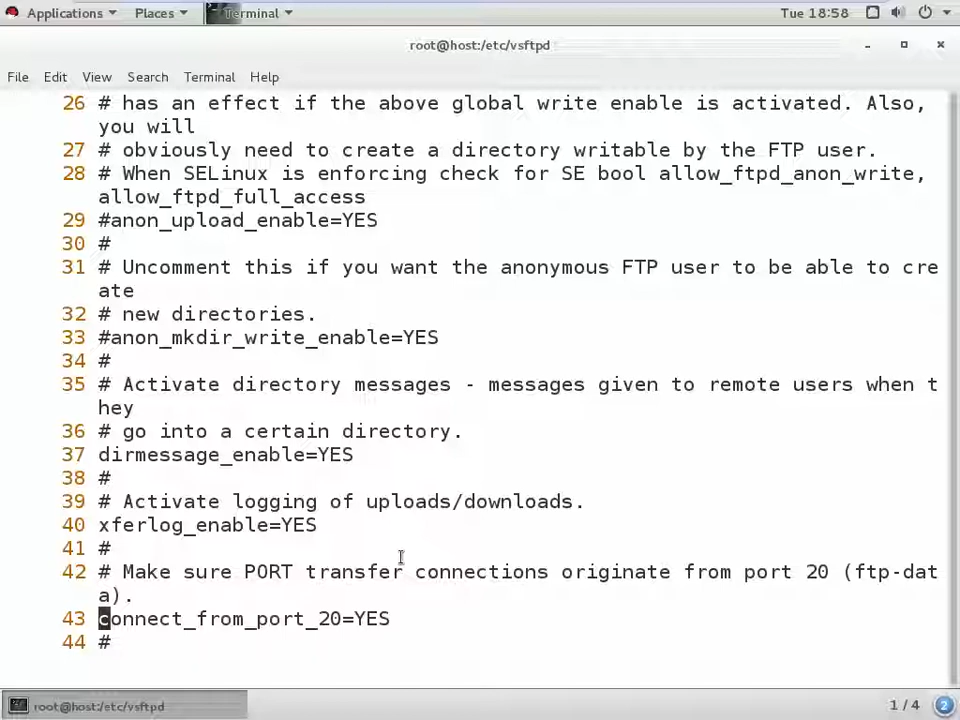 Applications Places Terminal Tue 18:58
root@host:/etc/vsftpd
File Edit View Search Terminal Help
26 # has an effect if the above global write enable is activated. Also,
you will
27 # obviously need to create a directory writable by the FTP user.
28 # When SELinux is enforcing check for SE bool allow_ftpd_anon_write,
allow_ftpd_full_access
29 #anon_upload_enable=YES
30 #
31 # Uncomment this if you want the anonymous FTP user to be able to cre
ate
32 # new directories.
33 #anon_mkdir_write_enable=YES
34 #
35 # Activate directory messages - messages given to remote users when t
hey
36 # go into a certain directory.
37 dirmessage_enable=YES
38 #
39 # Activate logging of uploads/downloads.
40 xferlog_enable=YES
41 #
42 # Make sure PORT transfer connections originate from port 20 (ftp-dat
a).
43 connect_from_port_20=YES
44 #
root@host:/etc/vsftpd 1 / 4 2